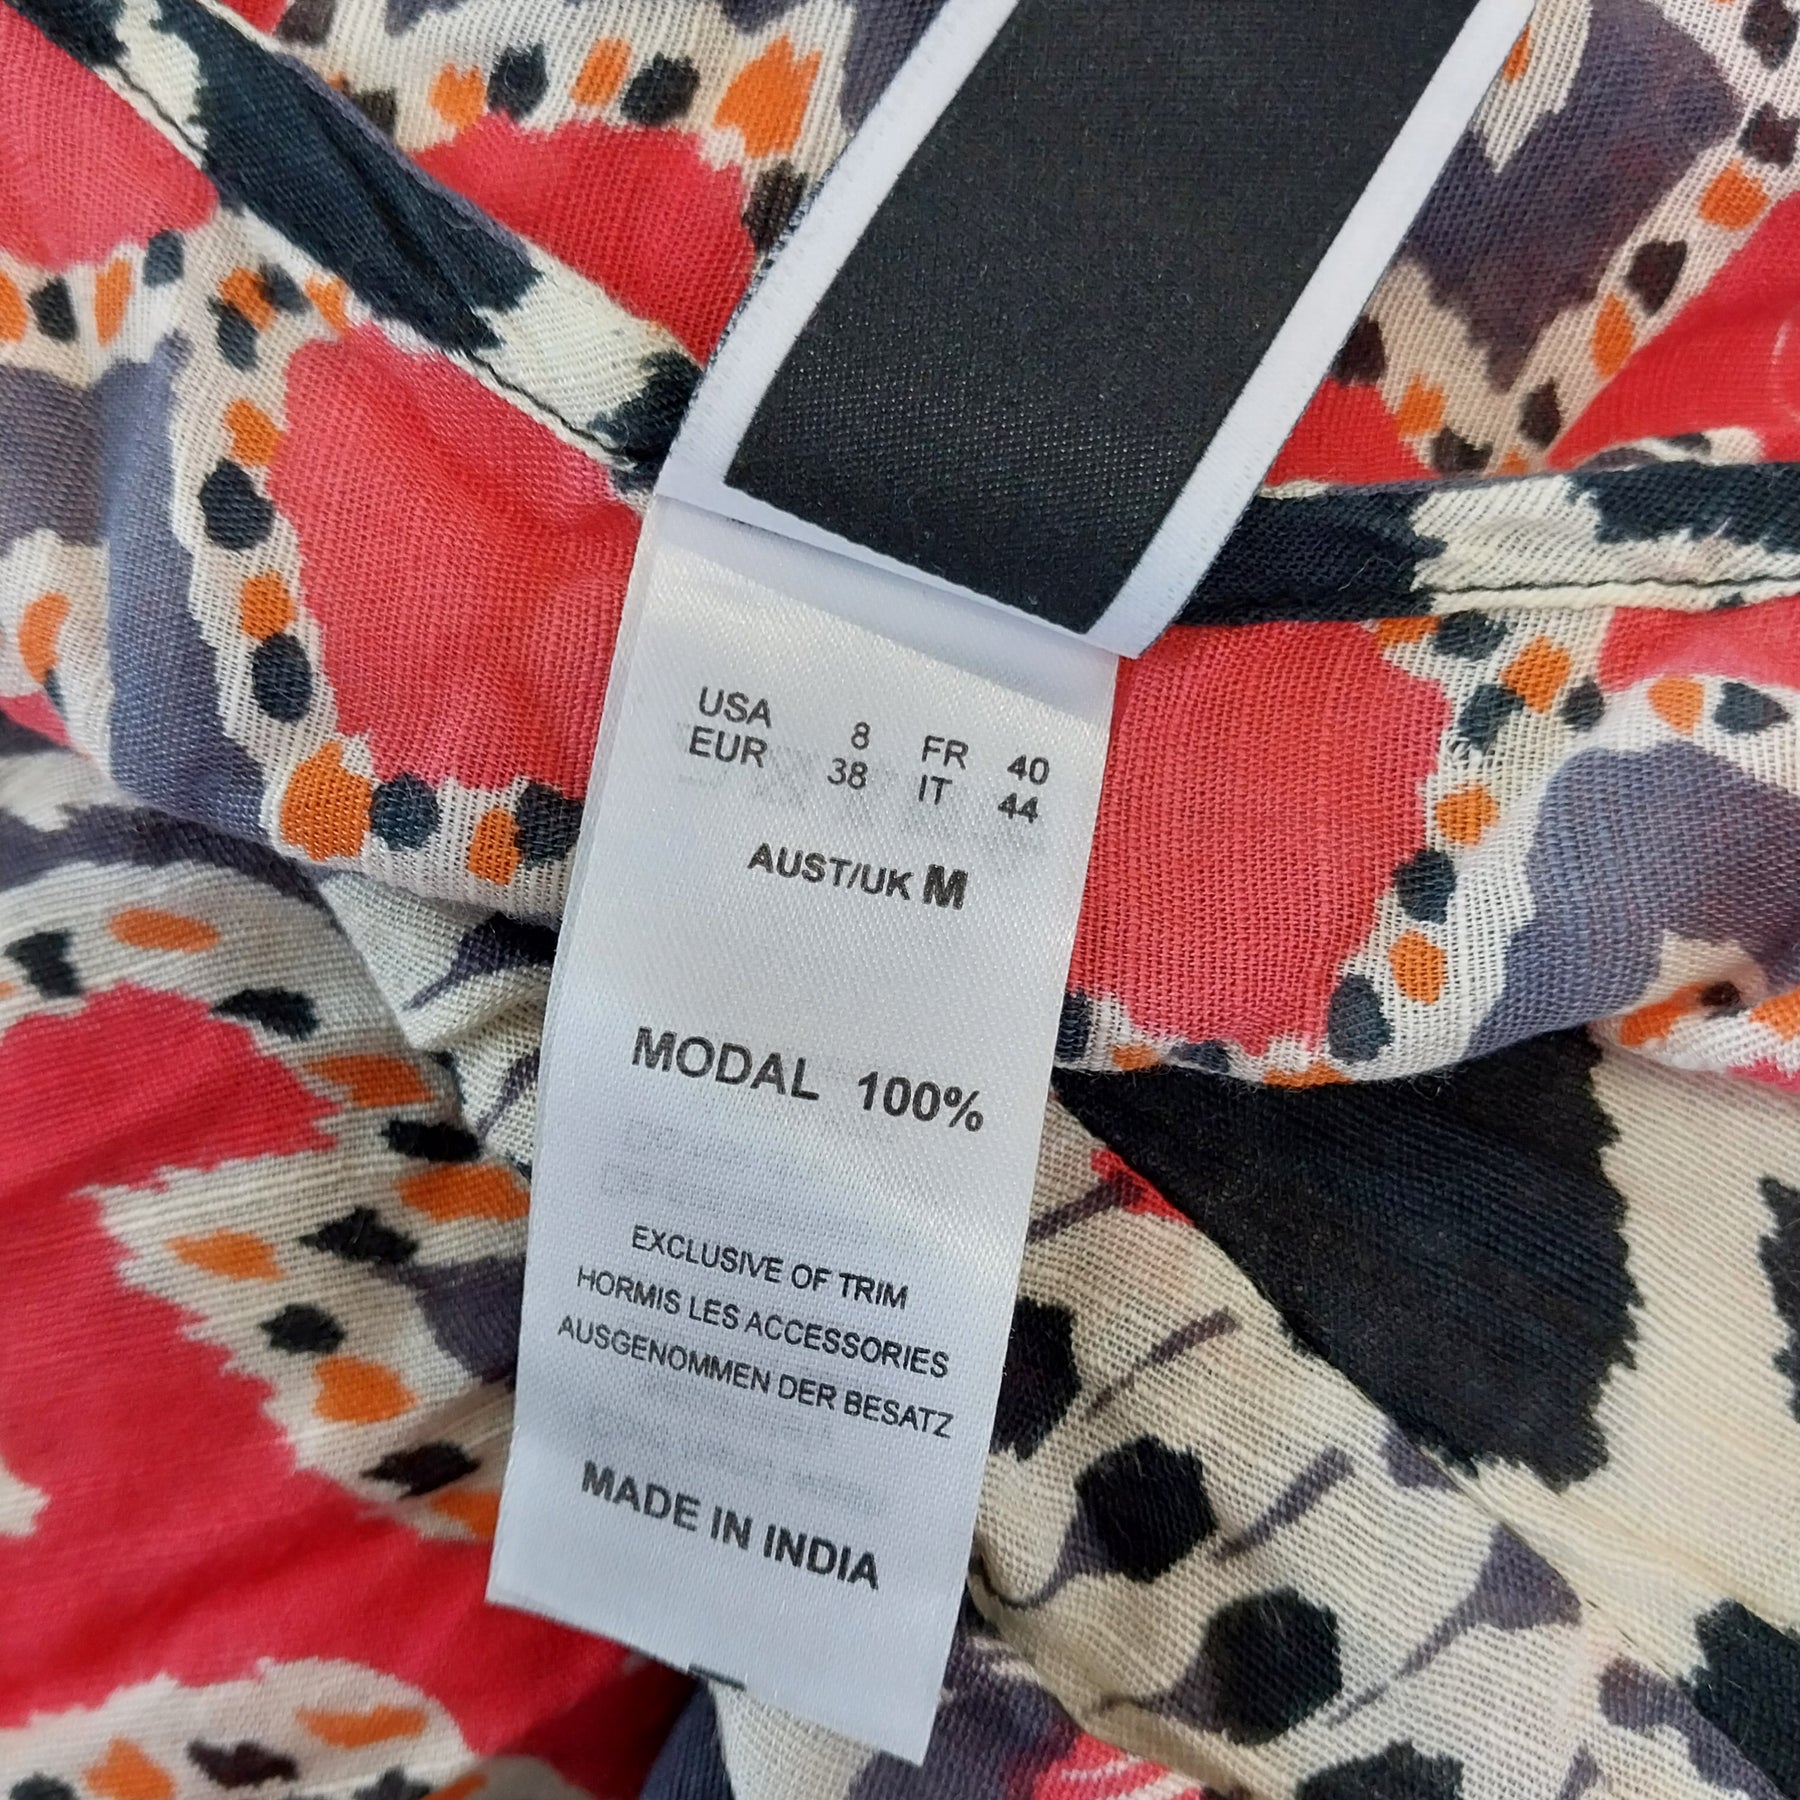 USA 8 FR 40
EUR 38 IT 44
AUST/UK M
MODAL 100%
EXCLUSIVE OF TRIM
HORMIS LES ACCESSORIES
AUSGENOMMEN DER BESATZ
MADE IN INDIA